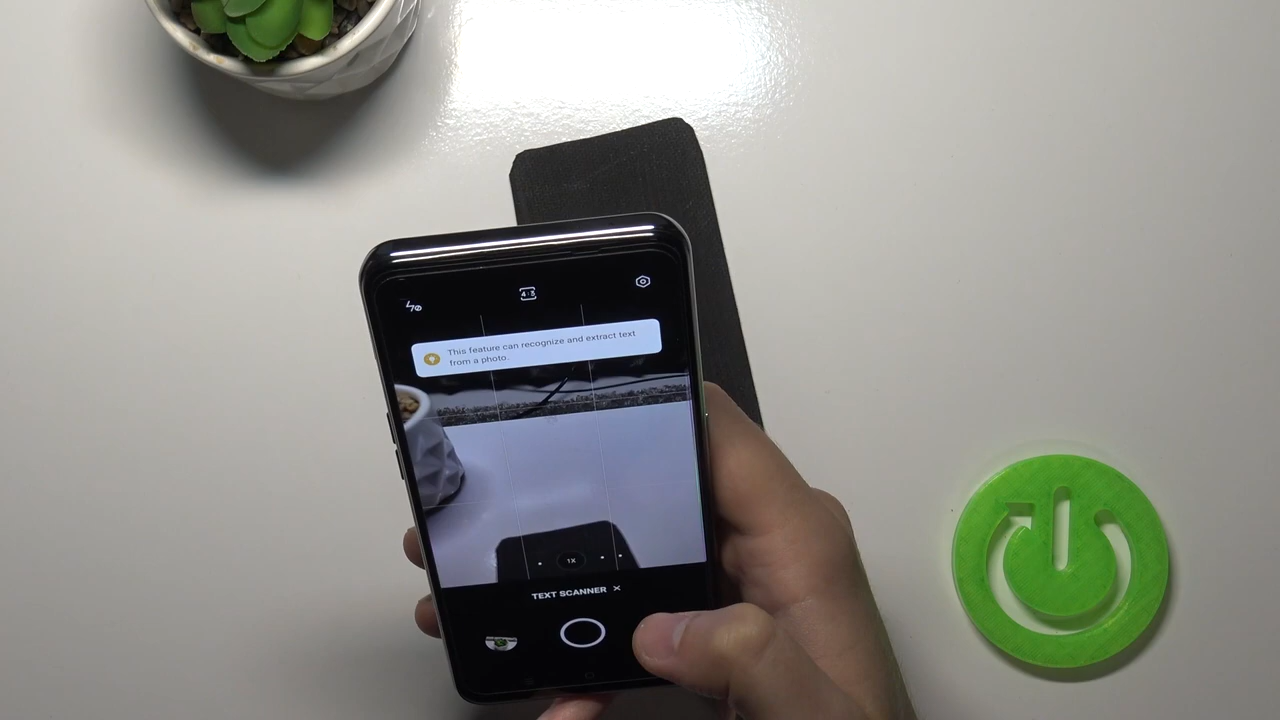 4:3
This feature can recognize and extract text
from a photo.
1X
TEXT SCANNER ×